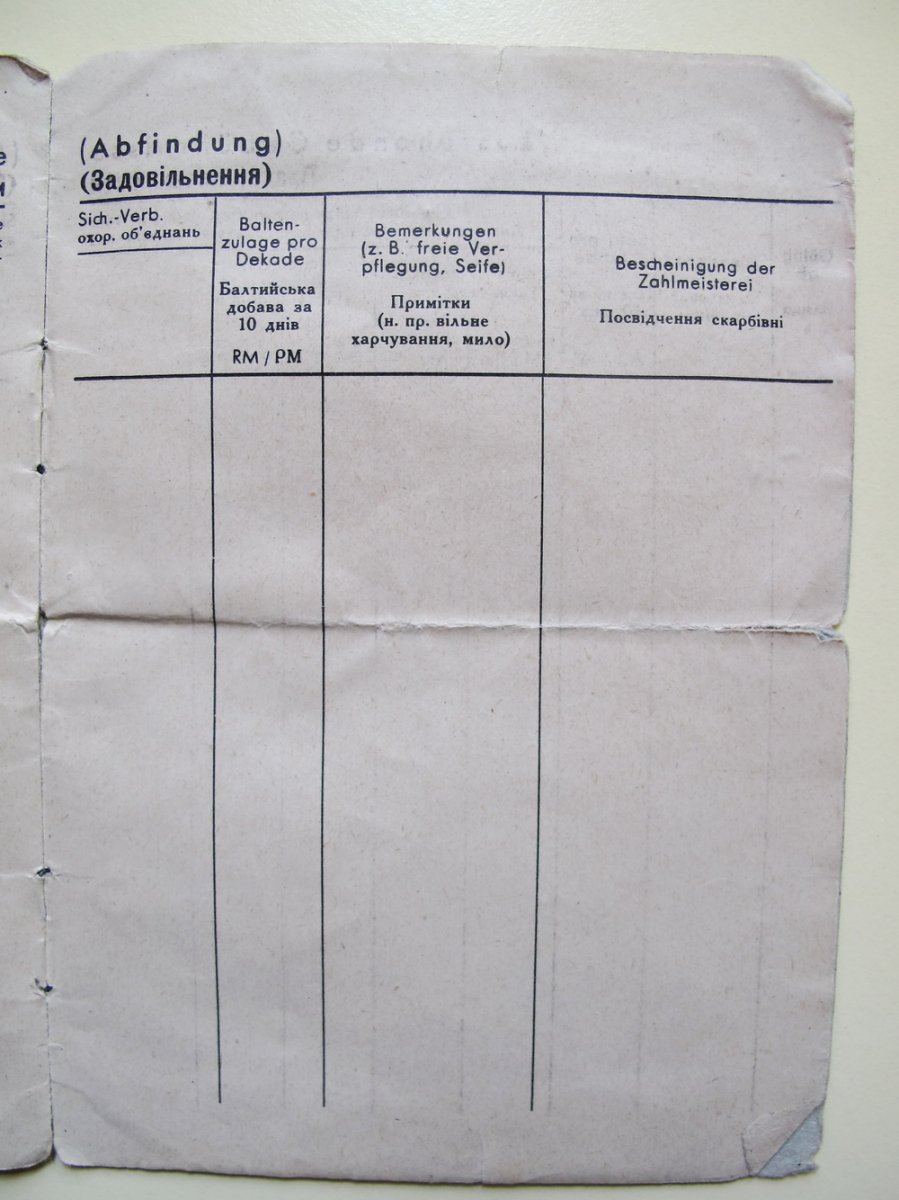 (Abfindung)
(Задовільнення)
Sich.-Verb.
охор. об'єднань
Balten-
zulage pro
Dekade
Балтийська
добава за
10 днів
RM / РМ
Bemerkungen
(z. B. freie Ver-
pflegung, Seife)
Примітки
(н. пр. вільне
харчування, мило)
Bescheinigung der
Zahlmeisterei
Посвідчення скарбівні